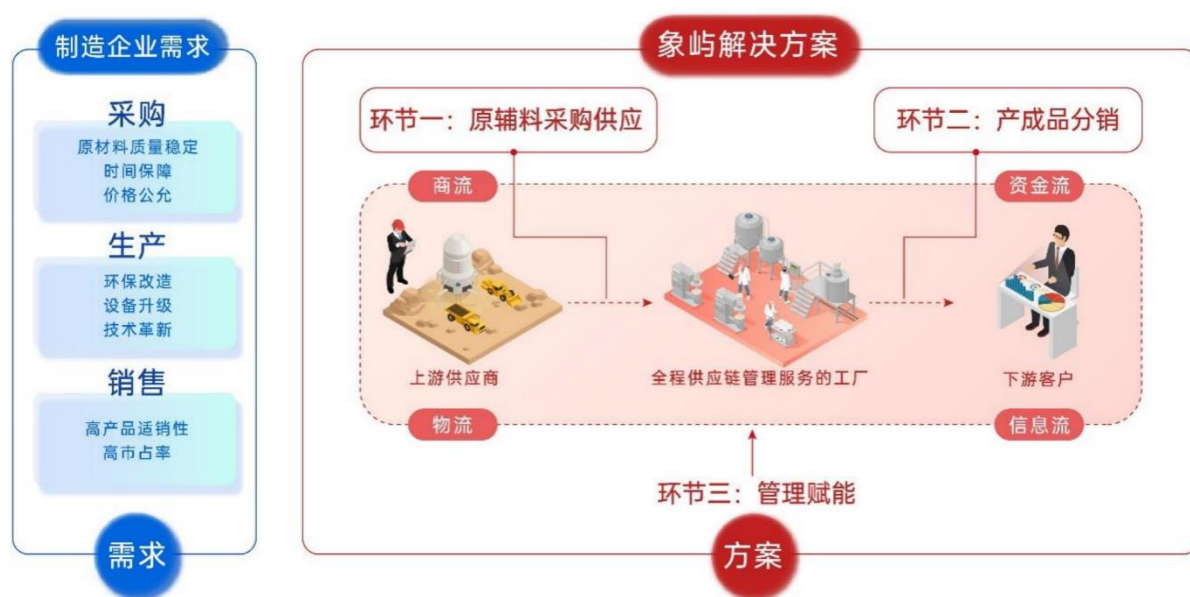 制造企业需求
采购
原材料质量稳定
时间保障
价格公允
生产
环保改造
设备升级
技术革新
销售
高产品适销性
高市占率
需求
象屿解决方案
环节一：原辅料采购供应
环节二：产成品分销
商流
资金流
上游供应商
全程供应链管理服务的工厂
下游客户
物流
信息流
环节三：管理赋能
方案